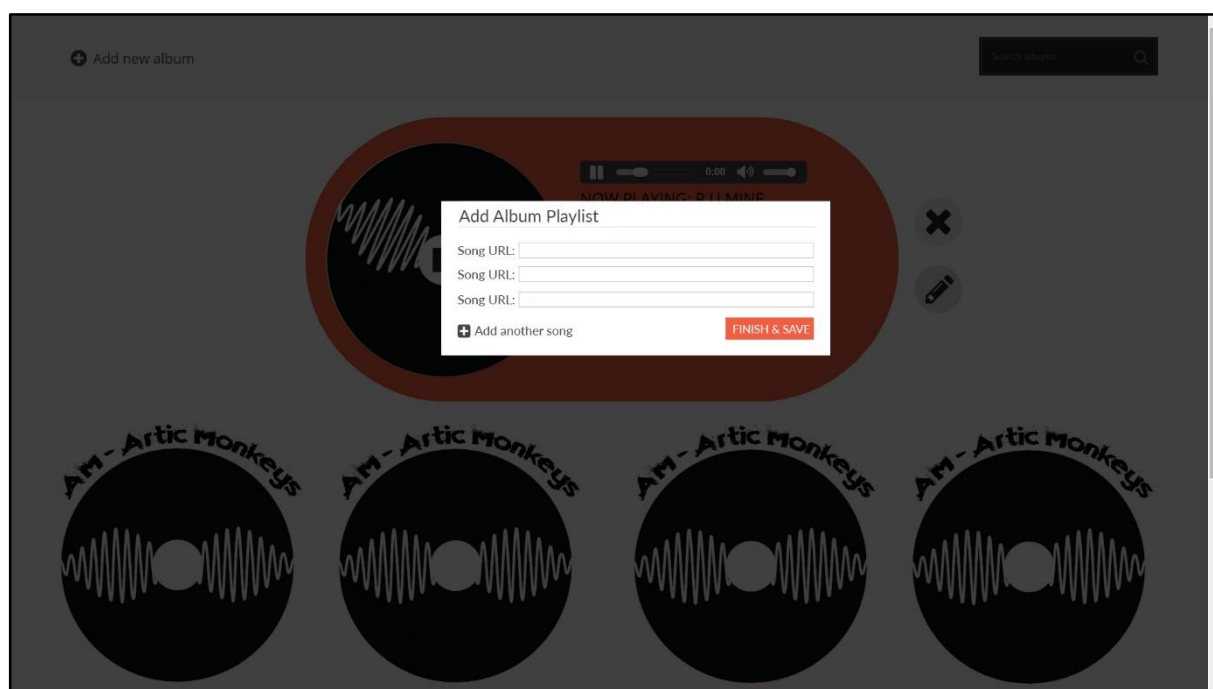 Add new album
Search albums
0:00
NOW PLAYING: R U MINE
Add Album Playlist
Song URL:
Song URL:
Song URL:
Add another song
FINISH & SAVE
AM - Artic Monkeys
AM - Artic Monkeys
AM - Artic Monkeys
AM - Artic Monkeys